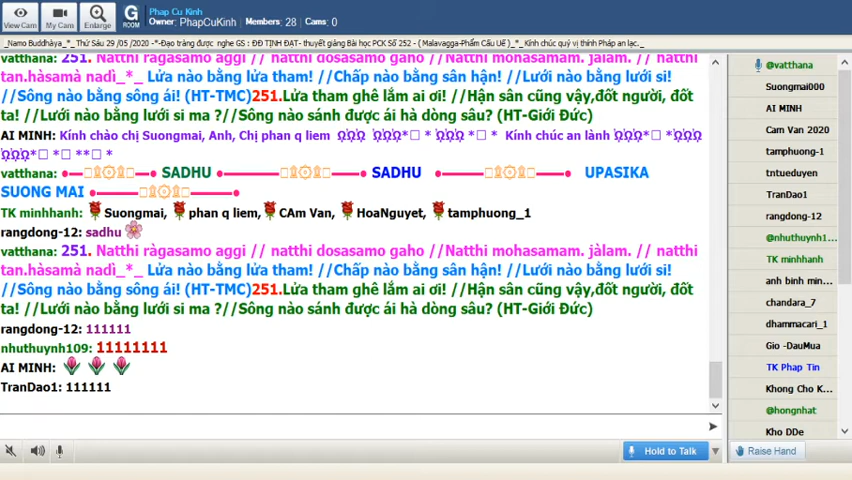 Phap Cu Kinh
Owner: PhapCuKinh Members: 28 Cams: 0
View Cam My Cam Enlarge G ROOM
_Namo Buddhàya_*_ Thứ Sáu 29 /05 /2020 -*-Đạo tràng được nghe GS : ĐĐ TỊNH ĐẠT- thuyết giảng Bài học PCK Số 252 - ( Malavagga-Phẩm Cấu Uế )_*_ Kính chúc quý vị thính Pháp an lạc._
vatthana: 251. Natthi ràgasamo aggi // natthi dosasamo gaho //Natthi mohasamam. jàlam. // natthi
tan.hàsamà nadì_*_ Lửa nào bằng lửa tham! //Chấp nào bằng sân hận! //Lưới nào bằng lưới si!
//Sông nào bằng sông ái! (HT-TMC)251.Lửa tham ghê lắm ai ơi! //Hận sân cũng vậy,đốt người, đốt
ta! //Lưới nào bằng lưới si ma ?//Sông nào sánh được ái hà dòng sâu? (HT-Giới Đức)
AI MINH: Kính chào chị Suongmai, Anh, Chị phan q liem Kính chúc an lành
vatthana: SADHU SADHU UPASIKA
SUONG MAI
TK minhhanh: Suongmai, phan q liem, CAm Van, HoaNguyet, tamphuong_1
rangdong-12: sadhu
vatthana: 251. Natthi ràgasamo aggi // natthi dosasamo gaho //Natthi mohasamam. jàlam. // natthi
tan.hàsamà nadì_*_ Lửa nào bằng lửa tham! //Chấp nào bằng sân hận! //Lưới nào bằng lưới si!
//Sông nào bằng sông ái! (HT-TMC)251.Lửa tham ghê lắm ai ơi! //Hận sân cũng vậy,đốt người, đốt
ta! //Lưới nào bằng lưới si ma ?//Sông nào sánh được ái hà dòng sâu? (HT-Giới Đức)
rangdong-12: 111111
nhuthuynh109: 11111111
AI MINH:
TranDao1: 111111
Hold to Talk
Raise Hand
@vatthana
Suongmai000
AI MINH
Cam Van 2020
tamphuong-1
tntueduyen
TranDao1
rangdong-12
@nhuthuynh1...
TK minhhanh
anh binh min...
chandara_7
dhammacari_1
Gio -DauMua
TK Phap Tin
Khong Cho K...
@hongnhat
Kho DDe